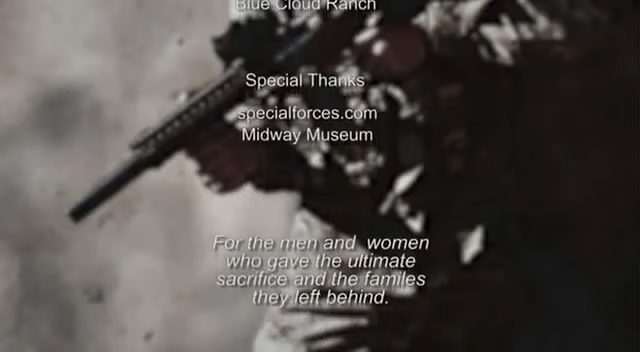 Blue Cloud Ranch
Special Thanks
specialforces.com
Midway Museum
For the men and women
who gave the ultimate
sacrifice and the familes
they left behind.